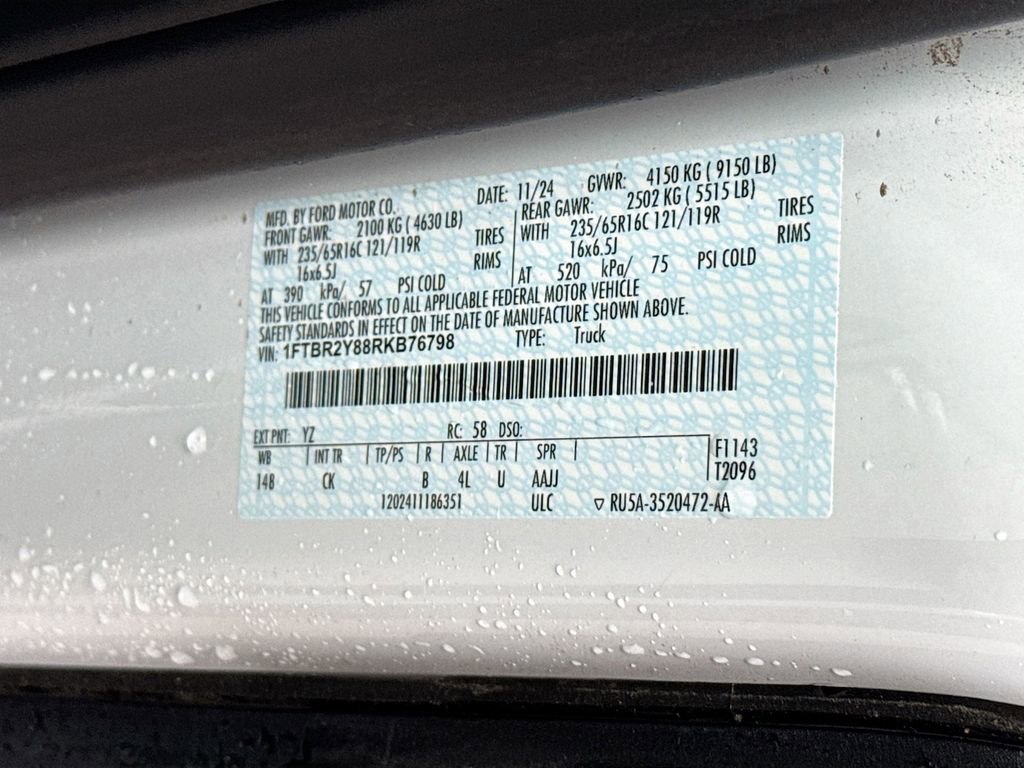 MFD. BY FORD MOTOR CO. DATE: 11/24 GVWR: 4150 KG ( 9150 LB)
FRONT GAWR: 2100 KG ( 4630 LB) REAR GAWR: 2502 KG ( 5515 LB)
WITH 235/65R16C 121/119R TIRES WITH 235/65R16C 121/119R TIRES
16x6.5J RIMS 16x6.5J RIMS
AT 390 kPa/ 57 PSI COLD AT 520 kPa/ 75 PSI COLD
THIS VEHICLE CONFORMS TO ALL APPLICABLE FEDERAL MOTOR VEHICLE
SAFETY STANDARDS IN EFFECT ON THE DATE OF MANUFACTURE SHOWN ABOVE.
VIN: 1FTBR2Y88RKB76798 TYPE: Truck
EXT PNT: YZ RC: 58 DSO:
WB INT TR TP/PS R AXLE TR SPR F1143
148 CK B 4L U AAJJ T2096
1202411186351 ULC ▽ RU5A-3520472-AA